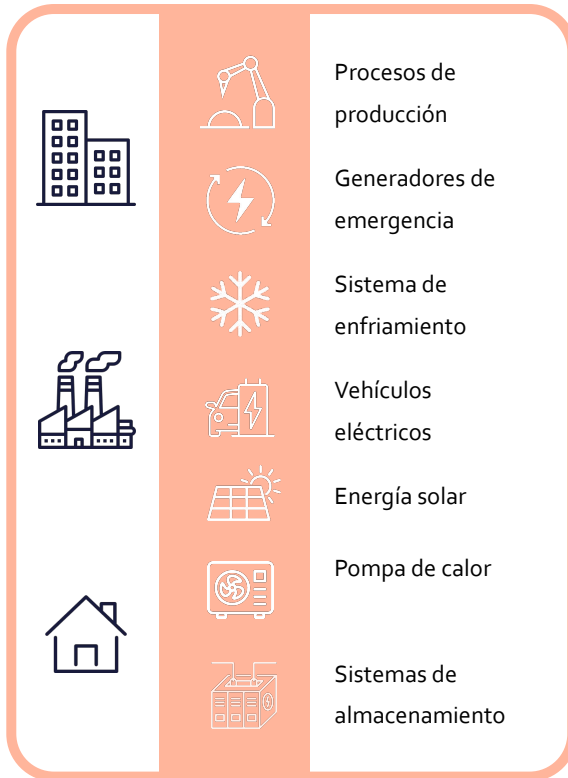 Procesos de
producción
Generadores de
emergencia
Sistema de
enfriamiento
Vehículos
eléctricos
Energía solar
Pompa de calor
Sistemas de
almacenamiento